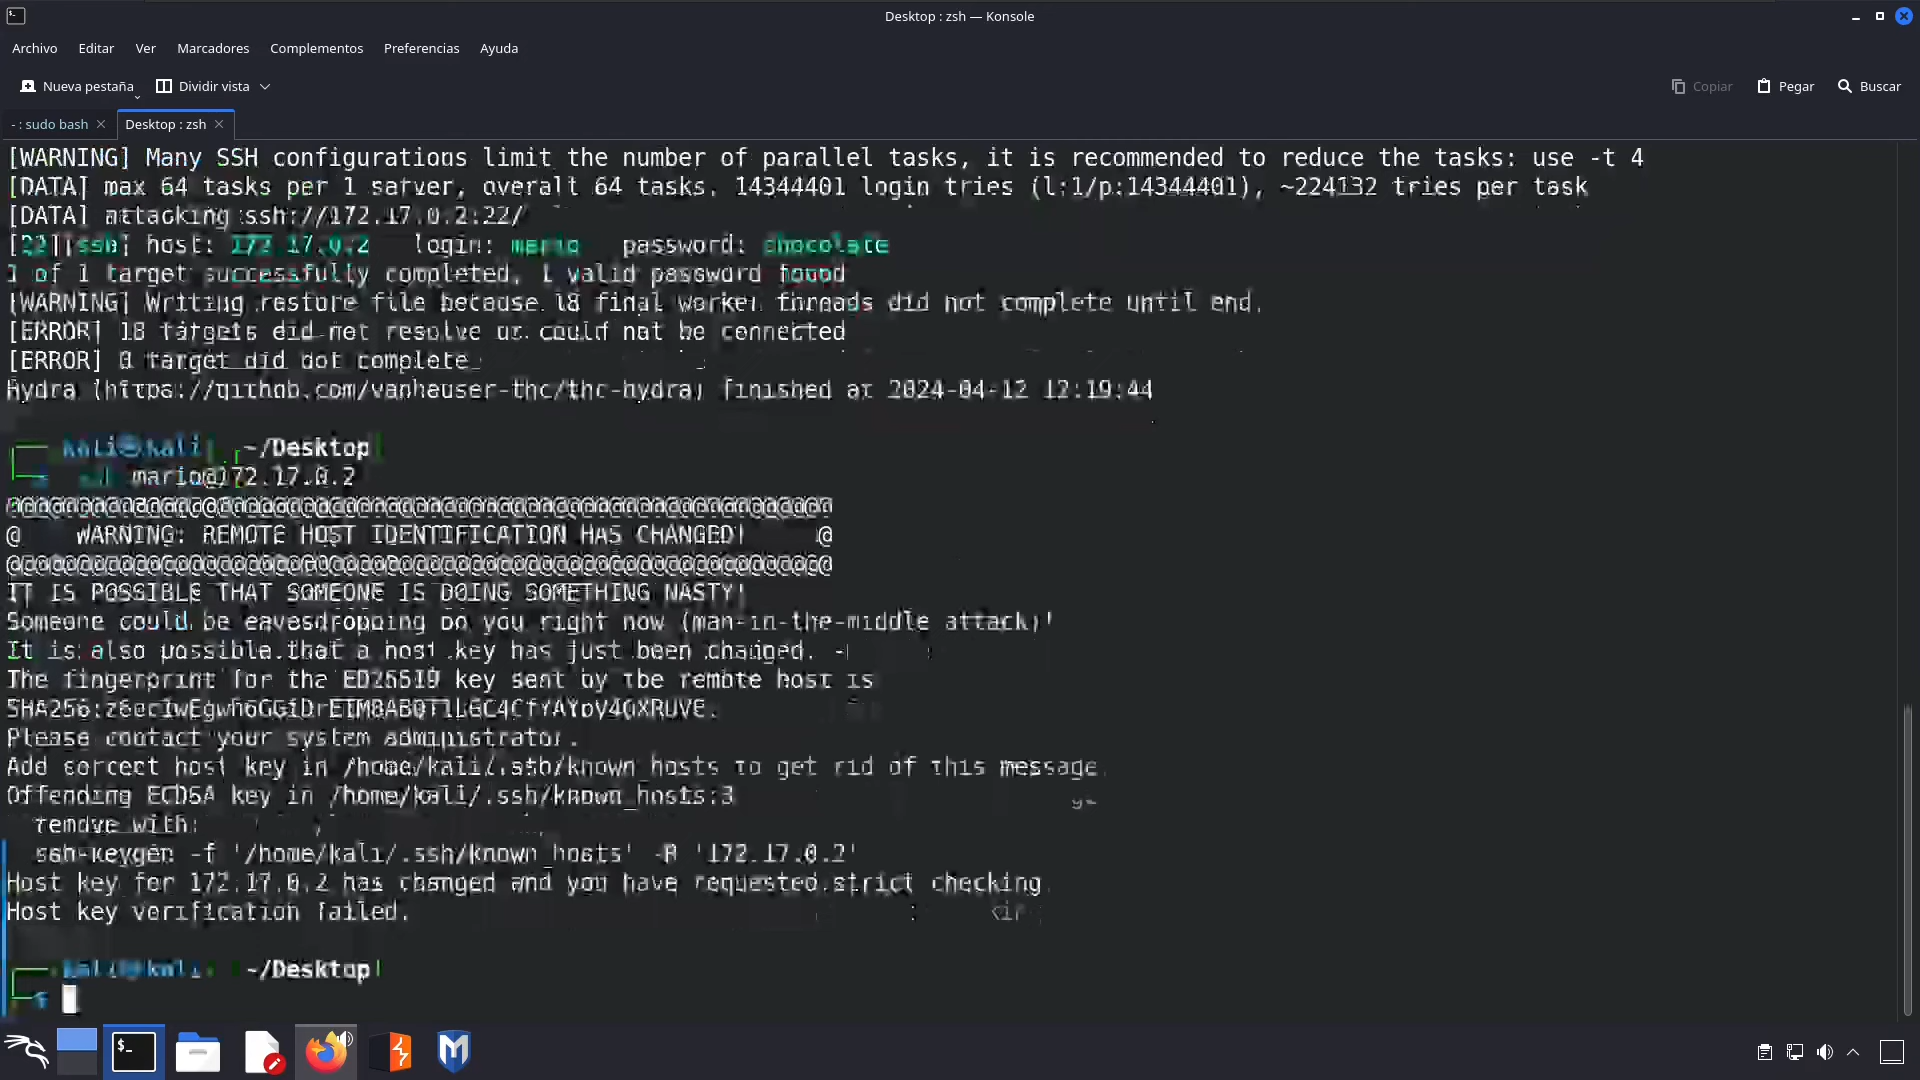 Desktop : zsh — Konsole
Archivo Editar Ver Marcadores Complementos Preferencias Ayuda
Nueva pestaña Dividir vista Copiar Pegar Buscar
- : sudo bash Desktop : zsh
[WARNING] Many SSH configurations limit the number of parallel tasks, it is recommended to reduce the tasks: use -t 4
[DATA] max 64 tasks per 1 server, overall 64 tasks, 14344401 login tries (l:1/p:14344401), ~224132 tries per task
[DATA] attacking ssh://172.17.0.2:22/
[22][ssh] host: 172.17.0.2 login: mario password: chocolate
1 of 1 target successfully completed, 1 valid password found
[WARNING] Writing restore file because 18 final worker threads did not complete until end.
[ERROR] 18 targets did not resolve or could not be connected
[ERROR] 0 target did not complete
Hydra (https://github.com/vanhauser-thc/thc-hydra) finished at 2024-04-12 12:19:44
kali@kali ~/Desktop
ssh mario@172.17.0.2
@@@@@@@@@@@@@@@@@@@@@@@@@@@@@@@@@@@@@@@@@@@@@@@@@@@@@@@@@@@
@ WARNING: REMOTE HOST IDENTIFICATION HAS CHANGED! @
@@@@@@@@@@@@@@@@@@@@@@@@@@@@@@@@@@@@@@@@@@@@@@@@@@@@@@@@@@@
IT IS POSSIBLE THAT SOMEONE IS DOING SOMETHING NASTY!
Someone could be eavesdropping on you right now (man-in-the-middle attack)!
It is also possible that a host key has just been changed.
The fingerprint for the ED25519 key sent by the remote host is
Please contact your system administrator.
Add correct host key in /home/kali/.ssh/known_hosts to get rid of this message.
Offending ECDSA key in /home/kali/.ssh/known_hosts:3
remove with:
ssh-keygen -f '/home/kali/.ssh/known_hosts' -R '172.17.0.2'
Host key for 172.17.0.2 has changed and you have requested strict checking.
Host key verification failed.
kali@kali ~/Desktop